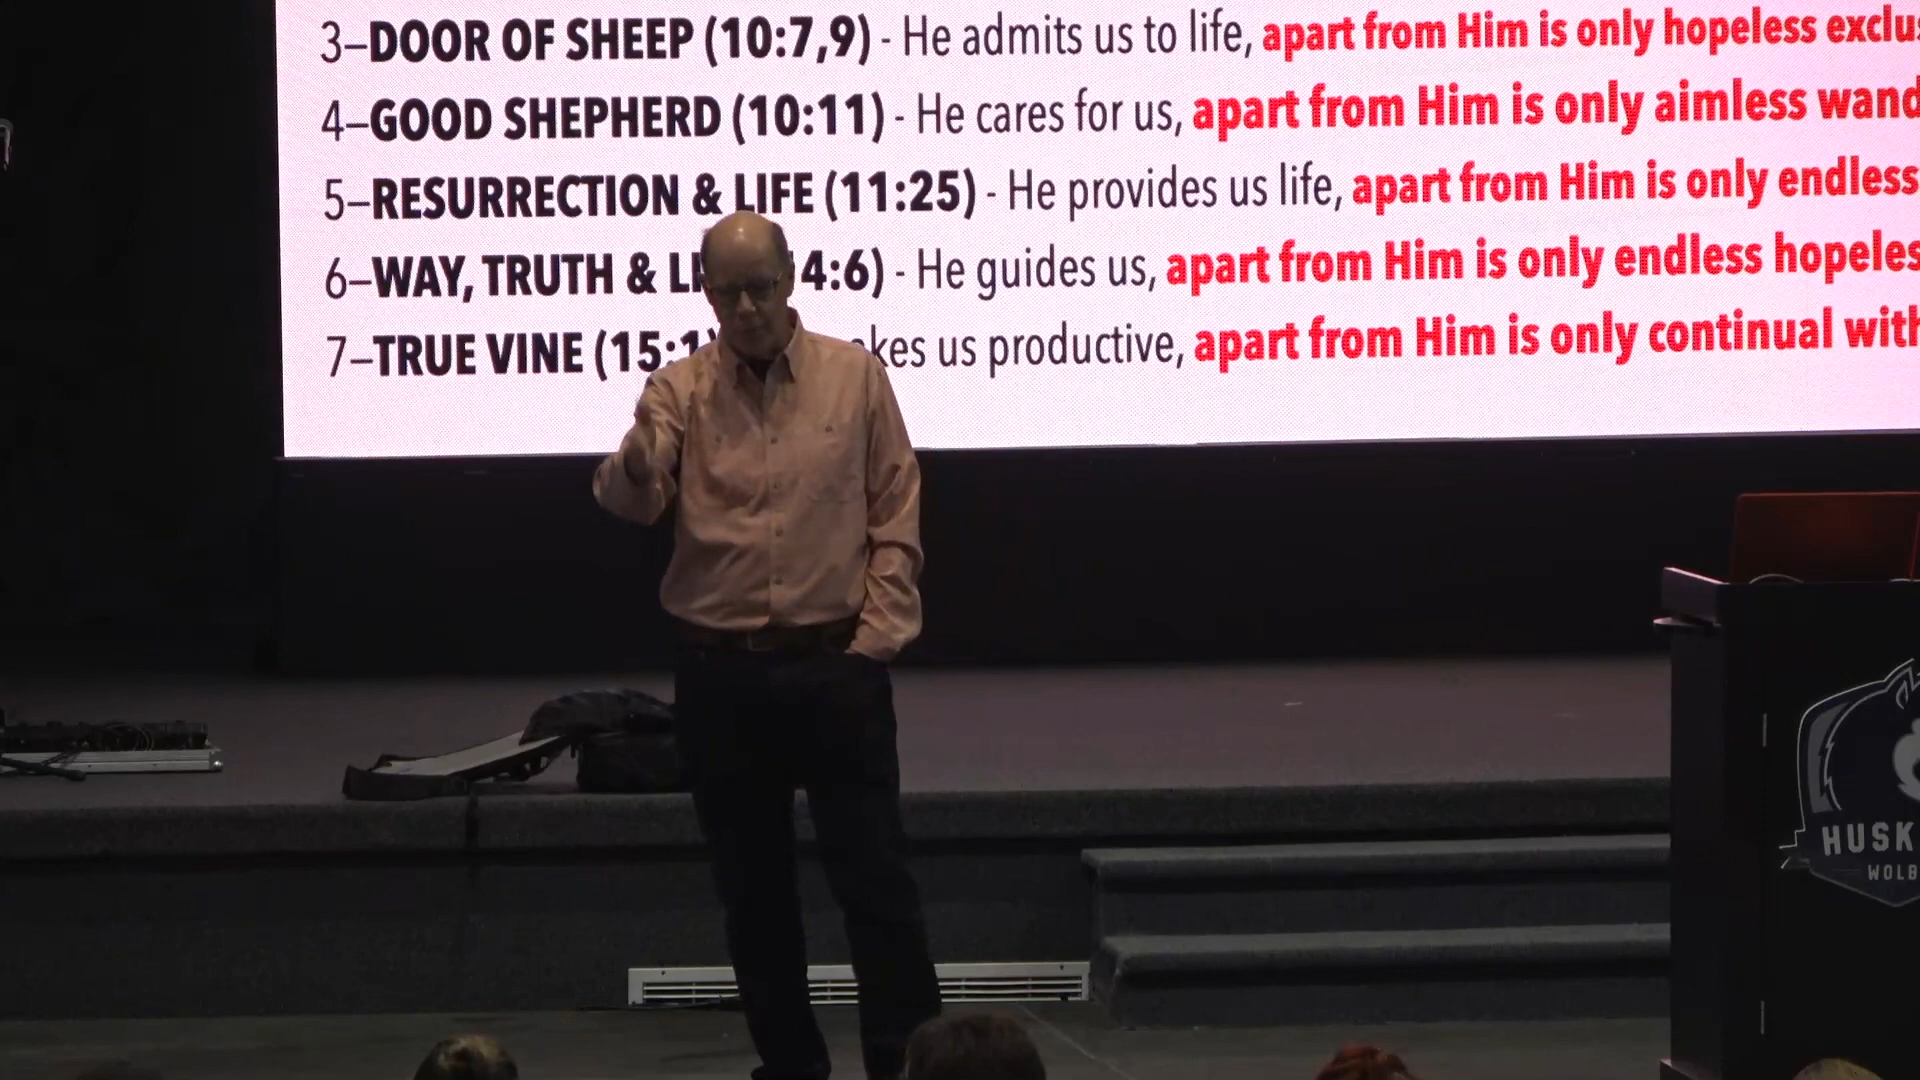 3–DOOR OF SHEEP (10:7,9) - He admits us to life, apart from Him is only hopeless
4–GOOD SHEPHERD (10:11) - He cares for us, apart from Him is only aimless
5–RESURRECTION & LIFE (11:25) - He provides us life, apart from Him is only endless
6–WAY, TRUTH & 4:6) - He guides us, apart from Him is only endless
7–TRUE VINE (15:1) us productive, apart from Him is only continual